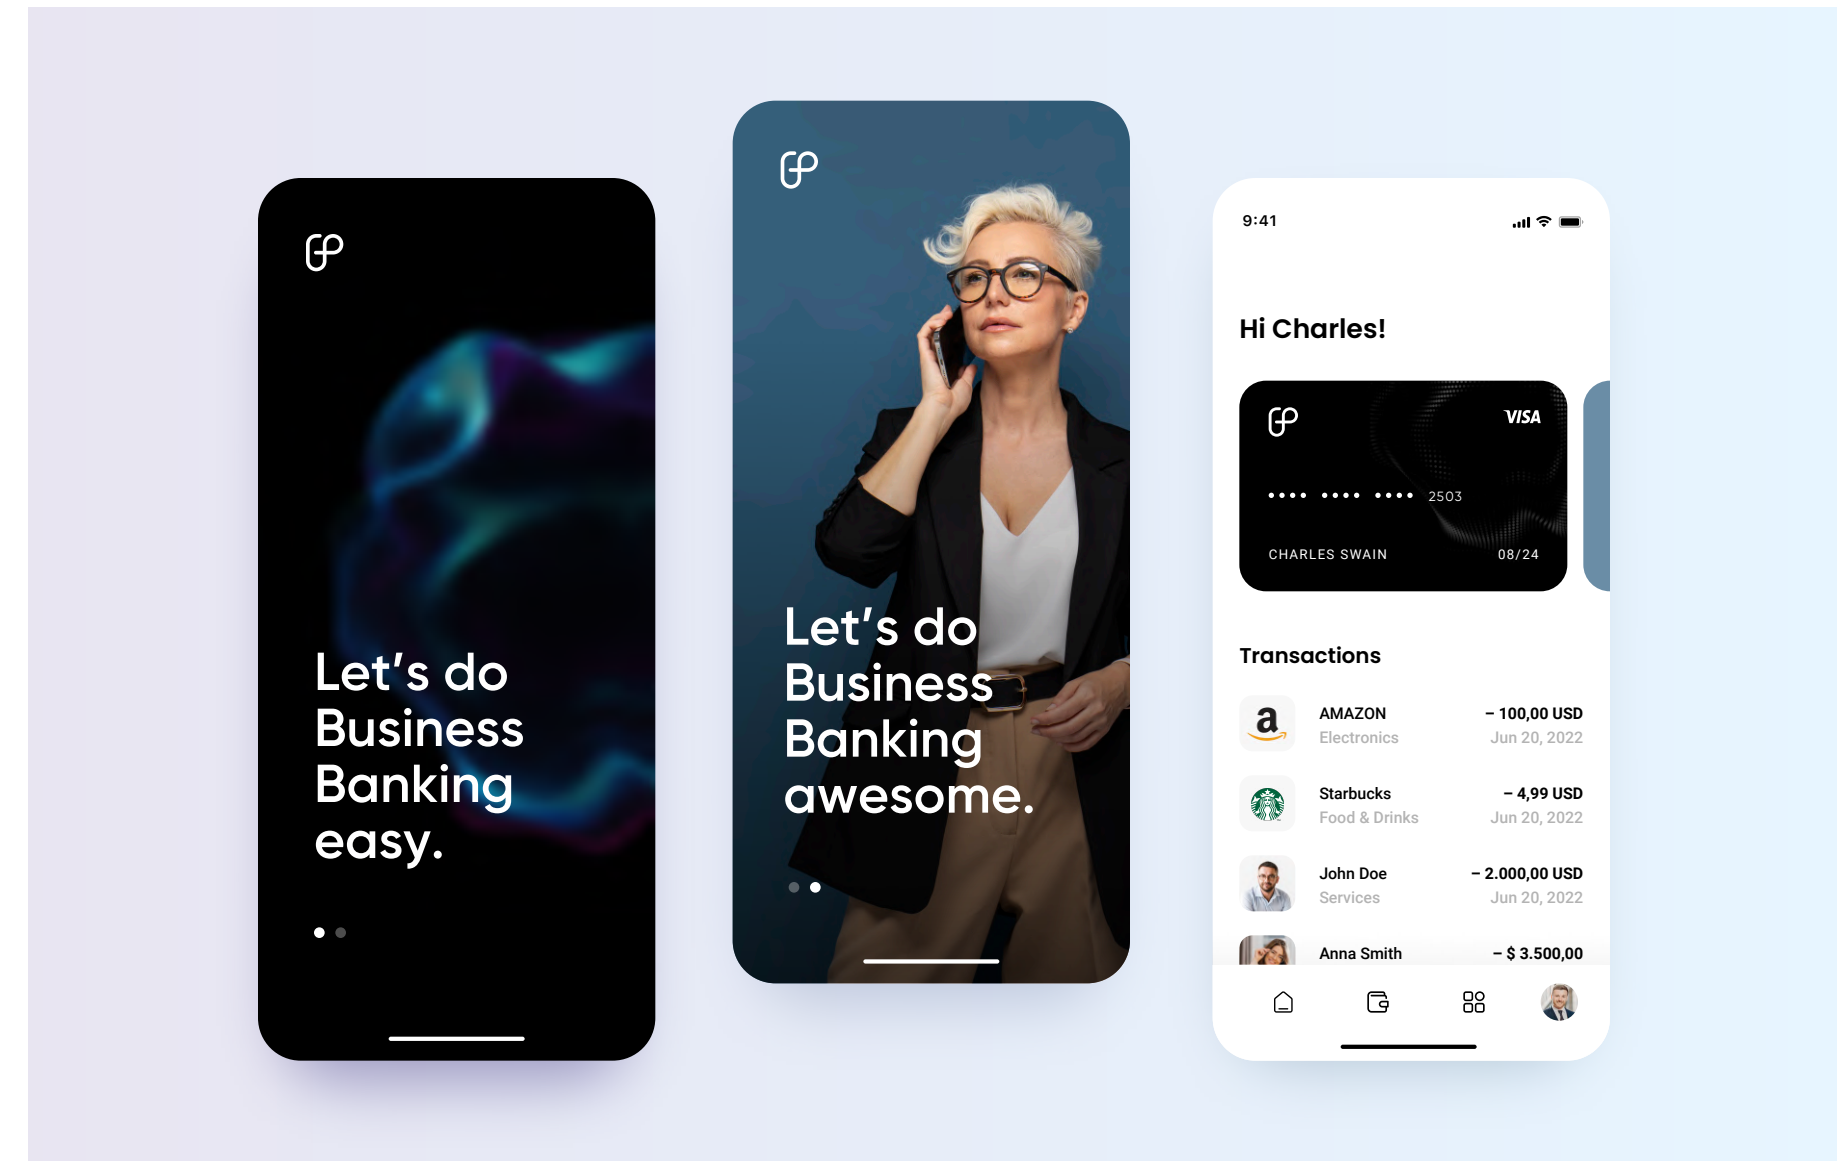 Let's do
Business
Banking
easy.
Let's do
Business
Banking
awesome.
9:41
Hi Charles!
VISA
•••• •••• •••• 2503
CHARLES SWAIN 08/24
Transactions
a AMAZON – 100,00 USD
Electronics Jun 20, 2022
Starbucks – 4,99 USD
Food & Drinks Jun 20, 2022
John Doe – 2.000,00 USD
Services Jun 20, 2022
Anna Smith – $ 3.500,00